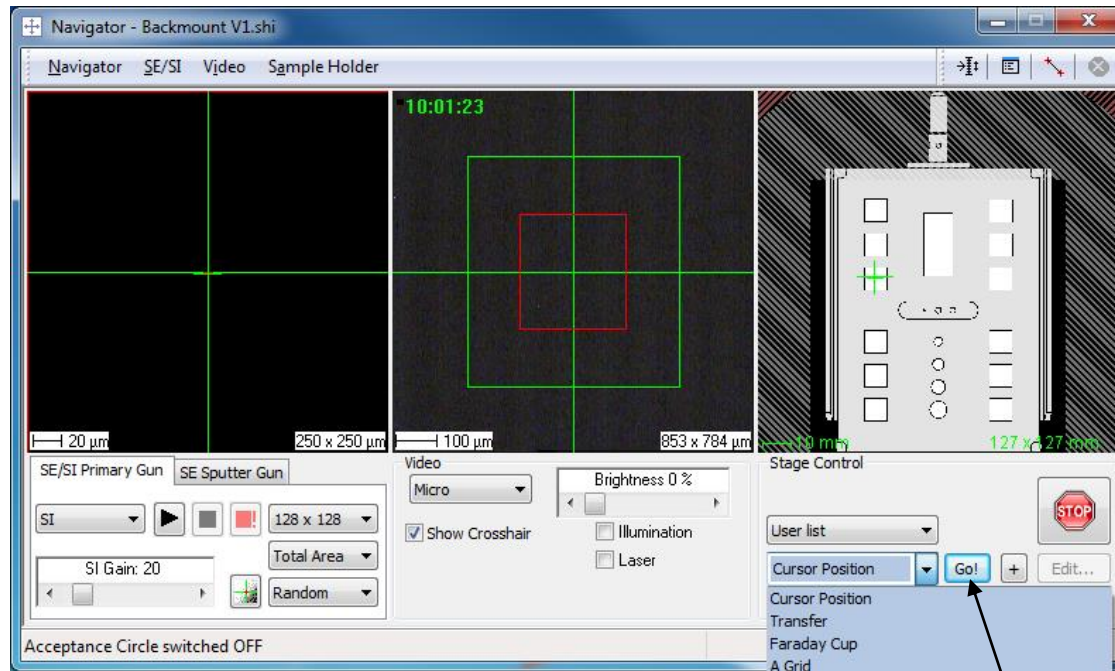 Navigator - Backmount V1.shi
Navigator SE/SI Video Sample Holder
10:01:23
20 µm
250 x 250 µm
100 µm
853 x 784 µm
10 mm
127 x 127 mm
SE/SI Primary Gun
SE Sputter Gun
SI
128 x 128
Total Area
SI Gain: 20
Random
Video
Micro
Brightness 0 %
Show Crosshair
Illumination
Laser
Stage Control
STOP
User list
Cursor Position
Go!
+
Edit...
Cursor Position
Transfer
Faraday Cup
A Grid
Acceptance Circle switched OFF